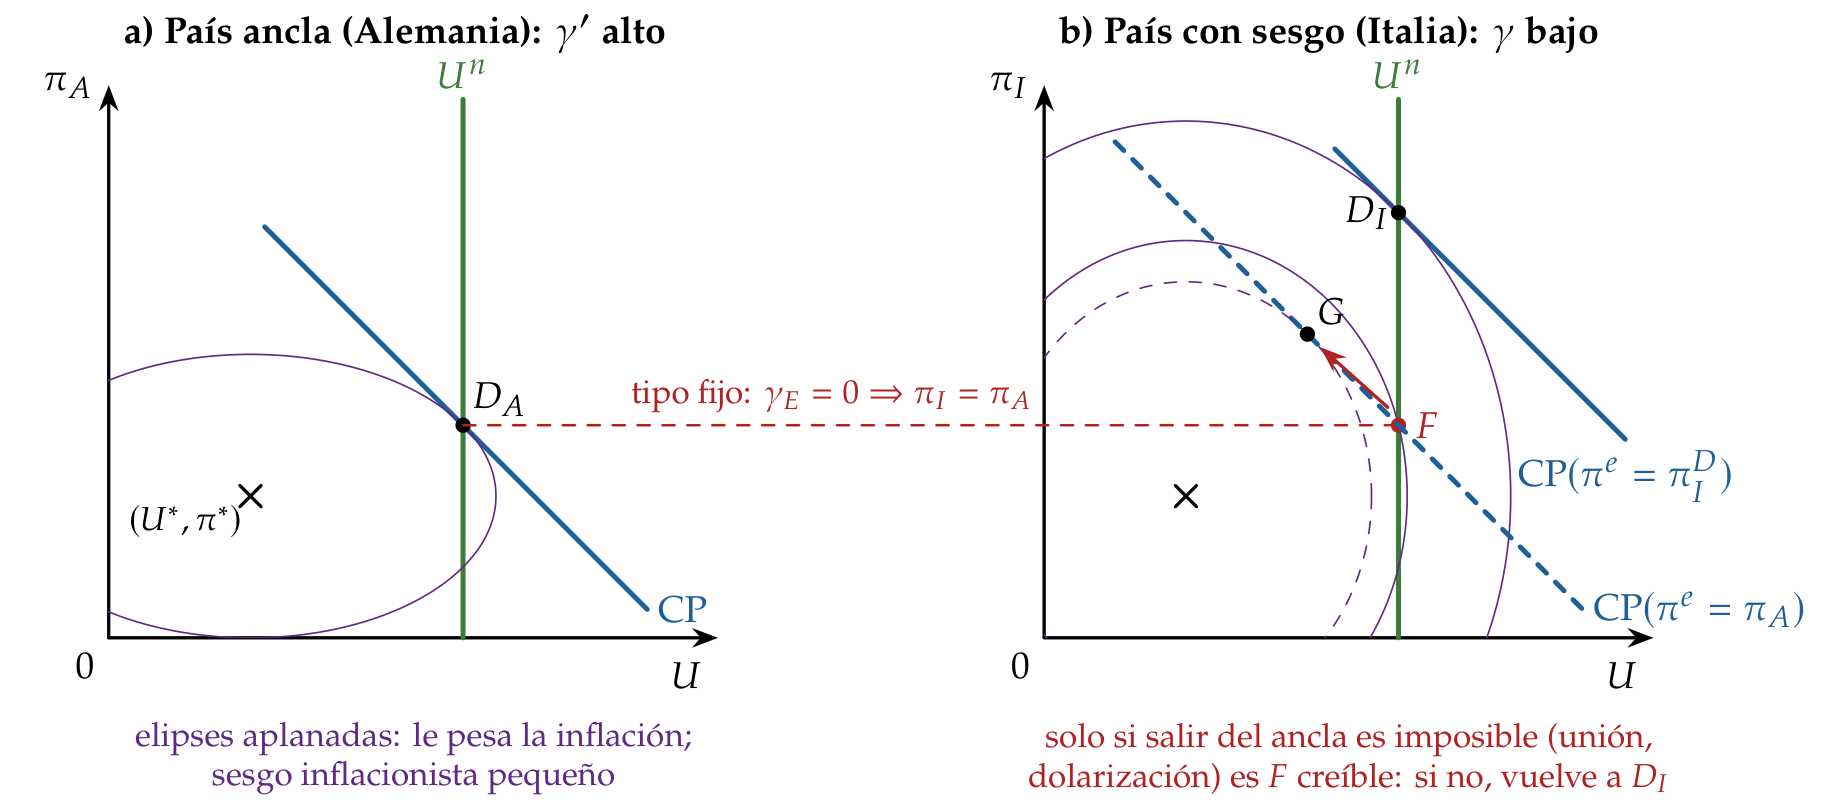 a) País ancla (Alemania): γ′ alto
π_A
U^n
D_A
(U*, π*)
CP
0
U
elipses aplanadas: le pesa la inflación;
sesgo inflacionista pequeño
tipo fijo: γ_E = 0 ⇒ π_I = π_A
b) País con sesgo (Italia): γ bajo
π_I
U^n
D_I
G
F
CP(π^e = π_I^D)
CP(π^e = π_A)
0
U
solo si salir del ancla es imposible (unión,
dolarización) es F creíble: si no, vuelve a D_I